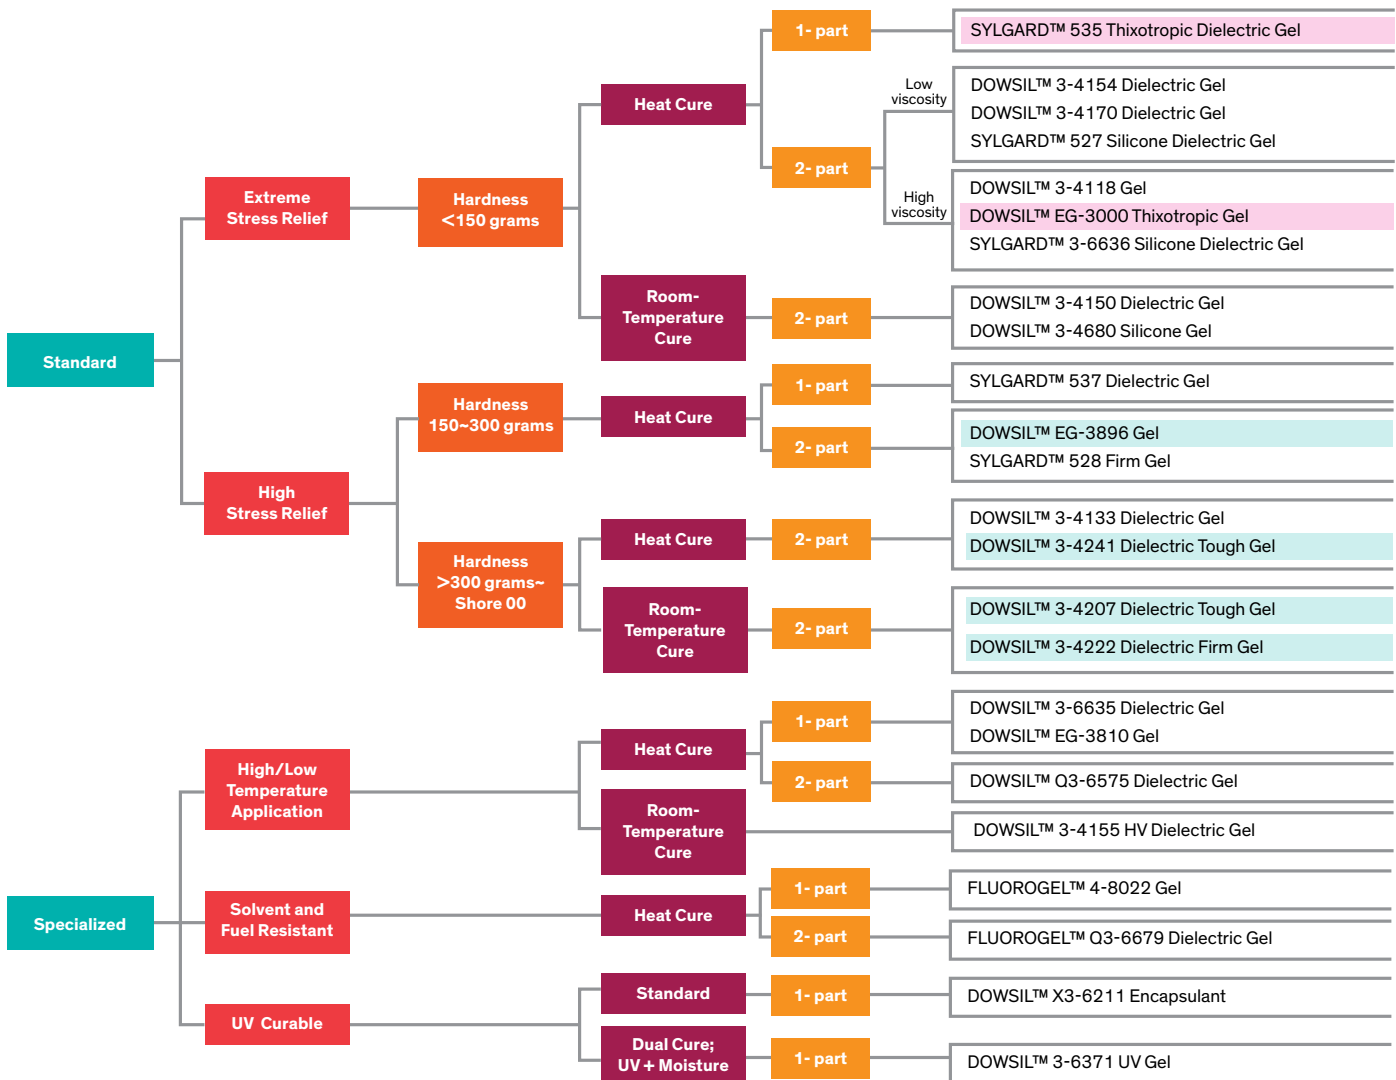 Standard
Extreme
Stress Relief
Hardness
<150 grams
Heat Cure
1- part
SYLGARD™ 535 Thixotropic Dielectric Gel
2- part
Low
viscosity
DOWSIL™ 3-4154 Dielectric Gel
DOWSIL™ 3-4170 Dielectric Gel
SYLGARD™ 527 Silicone Dielectric Gel
High
viscosity
DOWSIL™ 3-4118 Gel
DOWSIL™ EG-3000 Thixotropic Gel
SYLGARD™ 3-6636 Silicone Dielectric Gel
Room-
Temperature
Cure
2- part
DOWSIL™ 3-4150 Dielectric Gel
DOWSIL™ 3-4680 Silicone Gel
High
Stress Relief
Hardness
150~300 grams
Heat Cure
1- part
SYLGARD™ 537 Dielectric Gel
2- part
DOWSIL™ EG-3896 Gel
SYLGARD™ 528 Firm Gel
Hardness
>300 grams~
Shore 00
Heat Cure
2- part
DOWSIL™ 3-4133 Dielectric Gel
DOWSIL™ 3-4241 Dielectric Tough Gel
Room-
Temperature
Cure
2- part
DOWSIL™ 3-4207 Dielectric Tough Gel
DOWSIL™ 3-4222 Dielectric Firm Gel
Specialized
High/Low
Temperature
Application
Heat Cure
1- part
DOWSIL™ 3-6635 Dielectric Gel
DOWSIL™ EG-3810 Gel
2- part
DOWSIL™ Q3-6575 Dielectric Gel
Room-
Temperature
Cure
DOWSIL™ 3-4155 HV Dielectric Gel
Solvent and
Fuel Resistant
Heat Cure
1- part
FLUOROGEL™ 4-8022 Gel
2- part
FLUOROGEL™ Q3-6679 Dielectric Gel
UV Curable
Standard
1- part
DOWSIL™ X3-6211 Encapsulant
Dual Cure;
UV + Moisture
1- part
DOWSIL™ 3-6371 UV Gel